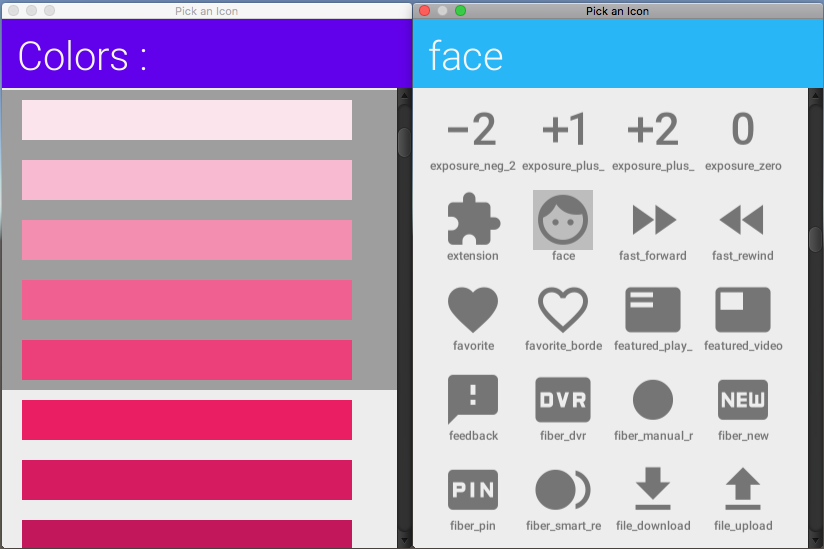 Pick an Icon
Colors :
Pick an Icon
face
−2 +1 +2 0
exposure_neg_2 exposure_plus_ exposure_plus_ exposure_zero
extension face fast_forward fast_rewind
favorite favorite_borde featured_play_ featured_video
DVR NEW
feedback fiber_dvr fiber_manual_r fiber_new
PIN
fiber_pin fiber_smart_re file_download file_upload